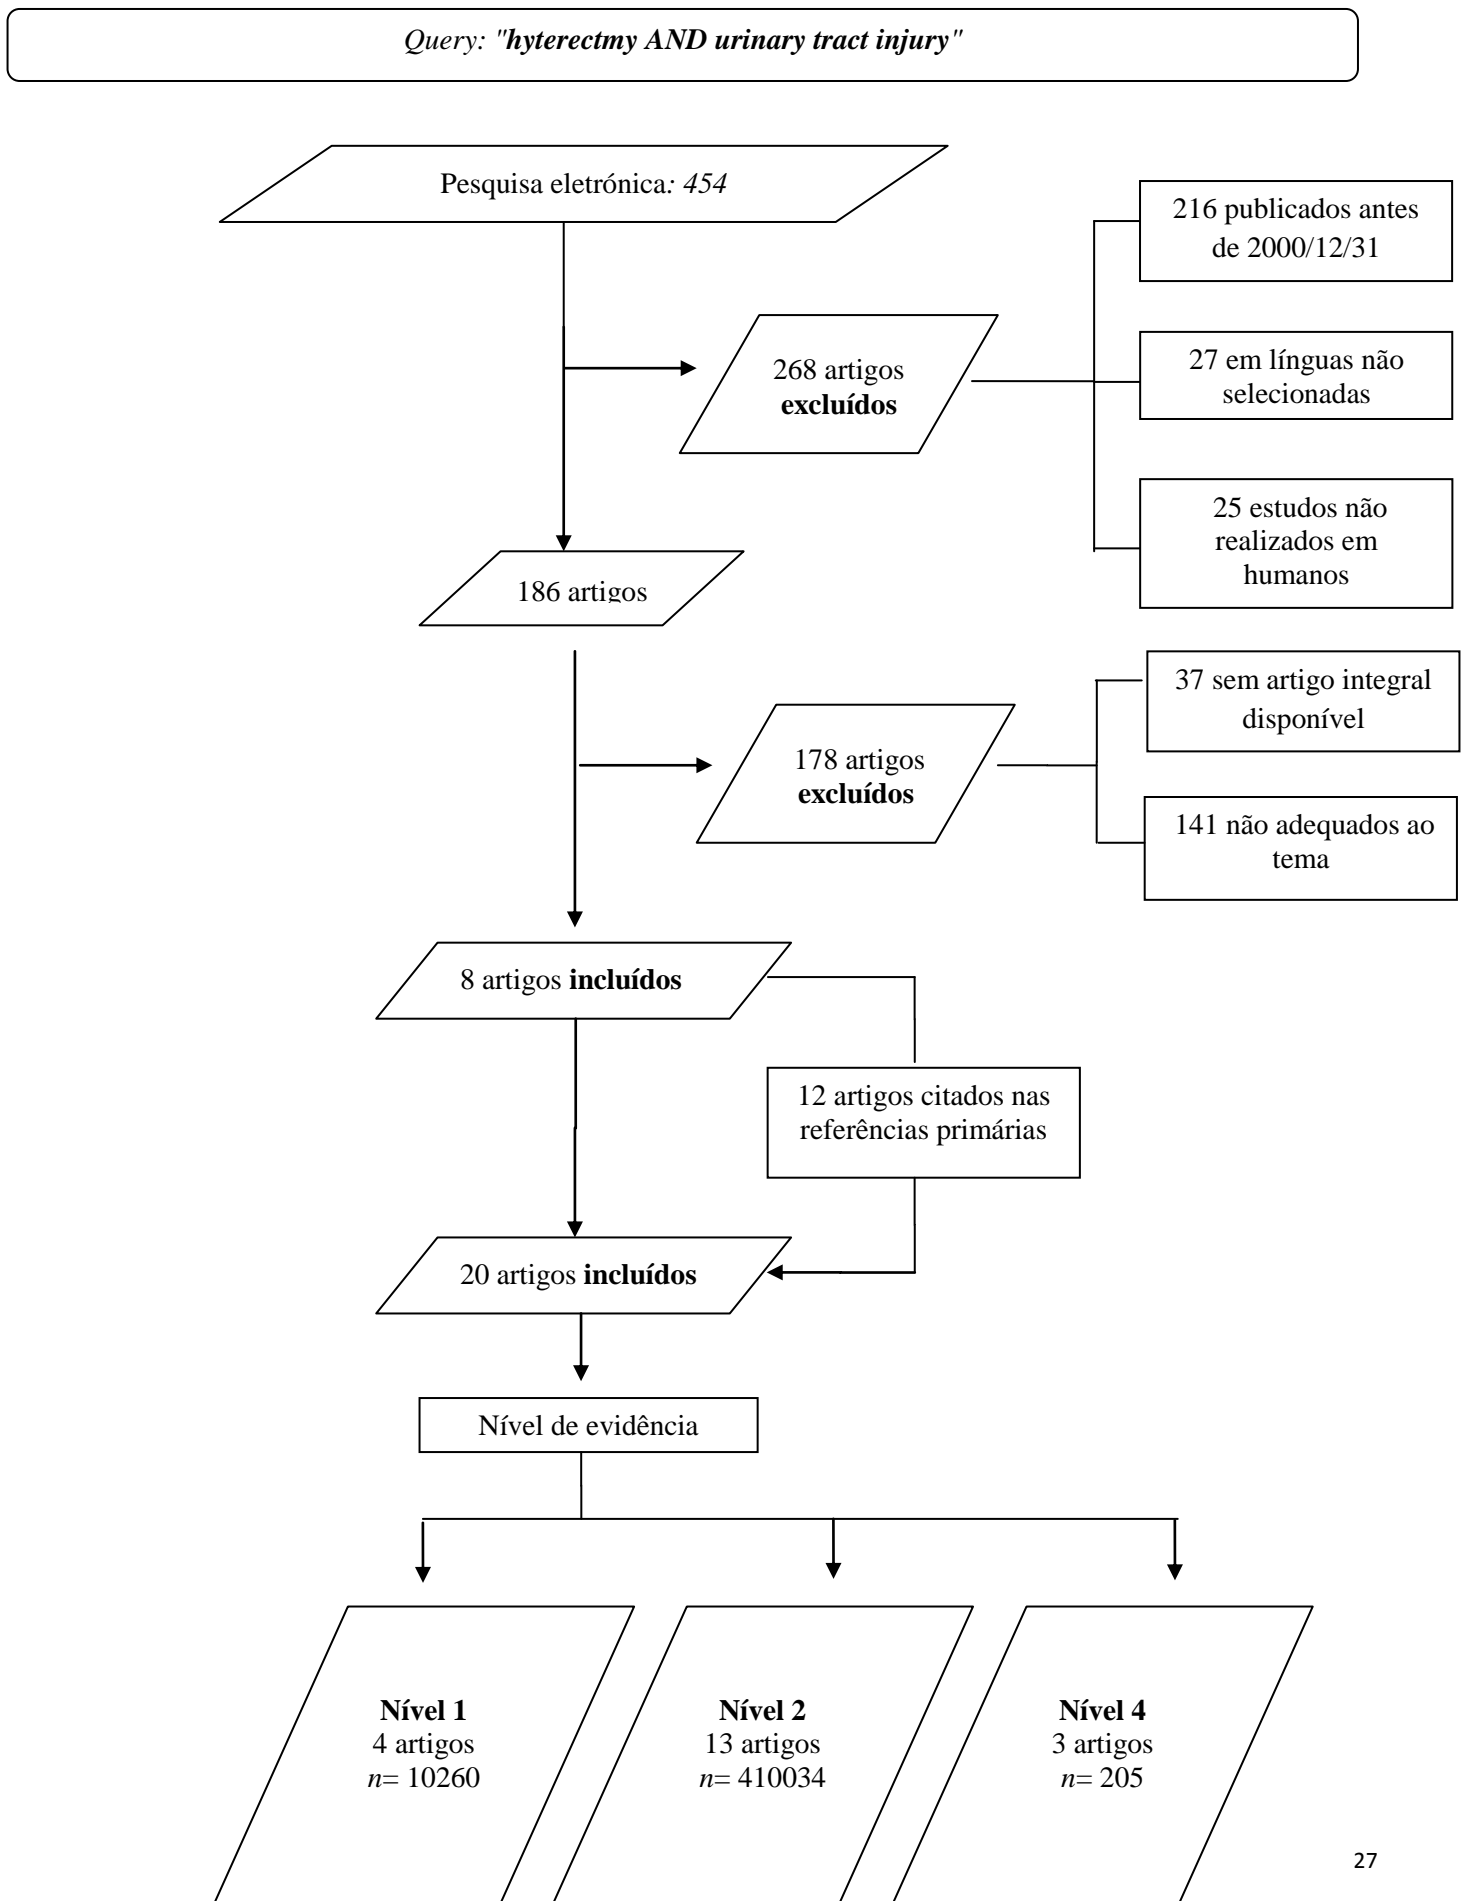 Query: "hyterectmy AND urinary tract injury"
Pesquisa eletrónica: 454
216 publicados antes
de 2000/12/31
268 artigos
excluídos
27 em línguas não
selecionadas
25 estudos não
realizados em
humanos
186 artigos
37 sem artigo integral
disponível
178 artigos
excluídos
141 não adequados ao
tema
8 artigos incluídos
12 artigos citados nas
referências primárias
20 artigos incluídos
Nível de evidência
Nível 1
4 artigos
n= 10260
Nível 2
13 artigos
n= 410034
Nível 4
3 artigos
n= 205
27